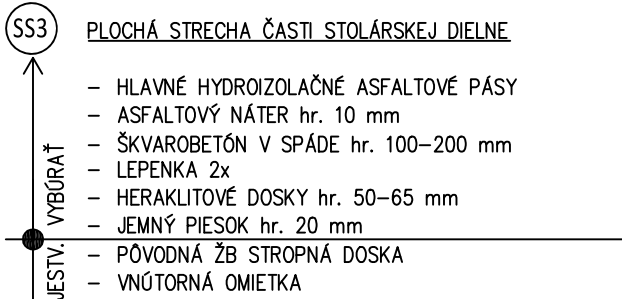 SS3 PLOCHÁ STRECHA ČASTI STOLÁRSKEJ DIELNE
– HLAVNÉ HYDROIZOLAČNÉ ASFALTOVÉ PÁSY
– ASFALTOVÝ NÁTER hr. 10 mm
– ŠKVAROBETÓN V SPÁDE hr. 100–200 mm
– LEPENKA 2x
– HERAKLITOVÉ DOSKY hr. 50–65 mm
– JEMNÝ PIESOK hr. 20 mm
– PÔVODNÁ ŽB STROPNÁ DOSKA
– VNÚTORNÁ OMIETKA
VYBÚRAŤ
JESTV.